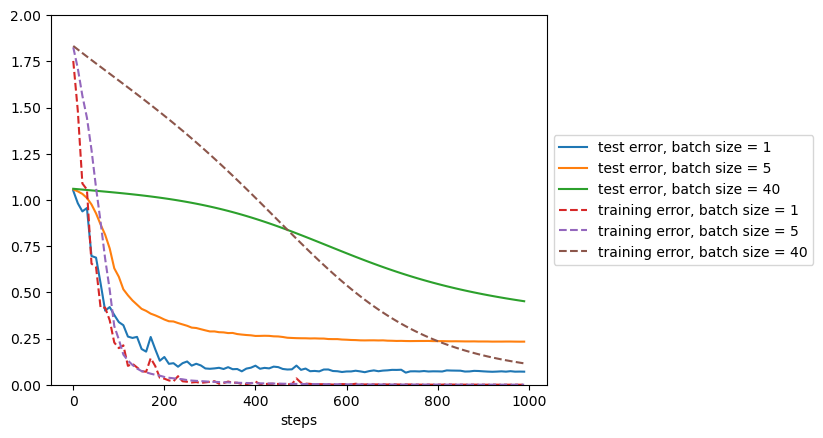 2.00
1.75
1.50
1.25
1.00
0.75
0.50
0.25
0.00
0 200 400 600 800 1000
steps
test error, batch size = 1
test error, batch size = 5
test error, batch size = 40
training error, batch size = 1
training error, batch size = 5
training error, batch size = 40